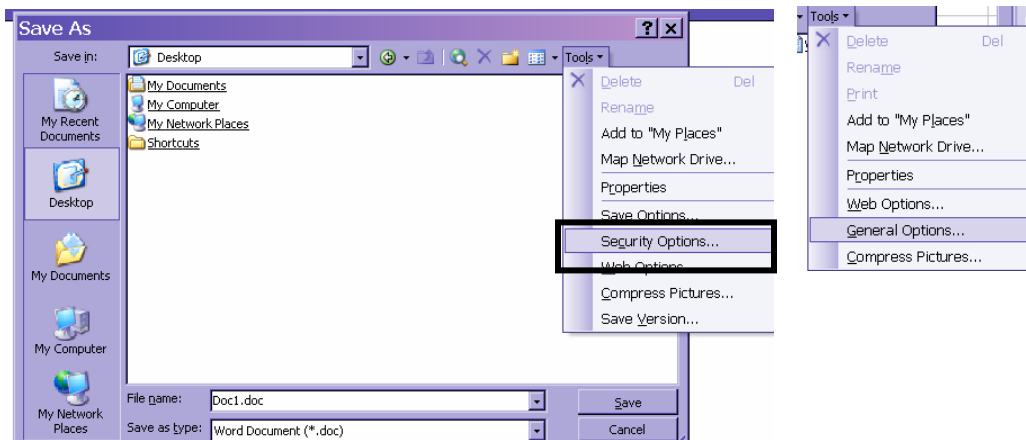 Save As
Save in:
Desktop
Tools
My Recent
Documents
Desktop
My Documents
My Computer
My Network
Places
My Documents
My Computer
My Network Places
Shortcuts
Delete Del
Rename
Add to "My Places"
Map Network Drive...
Properties
Save Options...
Security Options...
Web Options...
Compress Pictures...
Save Version...
File name:
Doc1.doc
Save
Save as type:
Word Document (*.doc)
Cancel
Tools
Delete Del
Rename
Print
Add to "My Places"
Map Network Drive...
Properties
Web Options...
General Options...
Compress Pictures...